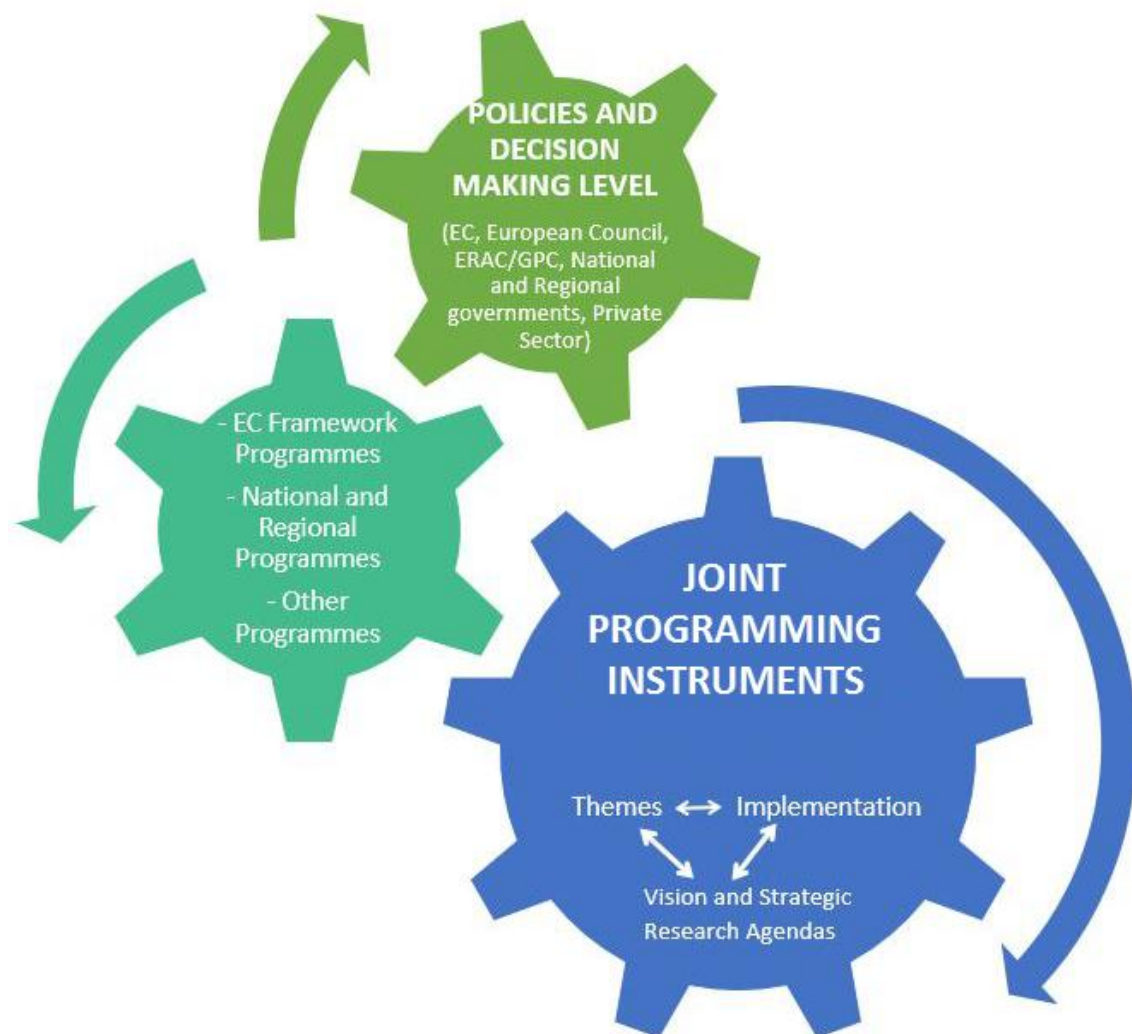 POLICIES AND
DECISION
MAKING LEVEL
(EC, European Council,
ERAC/GPC, National
and Regional
governments, Private
Sector)
- EC Framework
Programmes
- National and
Regional
Programmes
- Other
Programmes
JOINT
PROGRAMMING
INSTRUMENTS
Themes Implementation
Vision and Strategic
Research Agendas